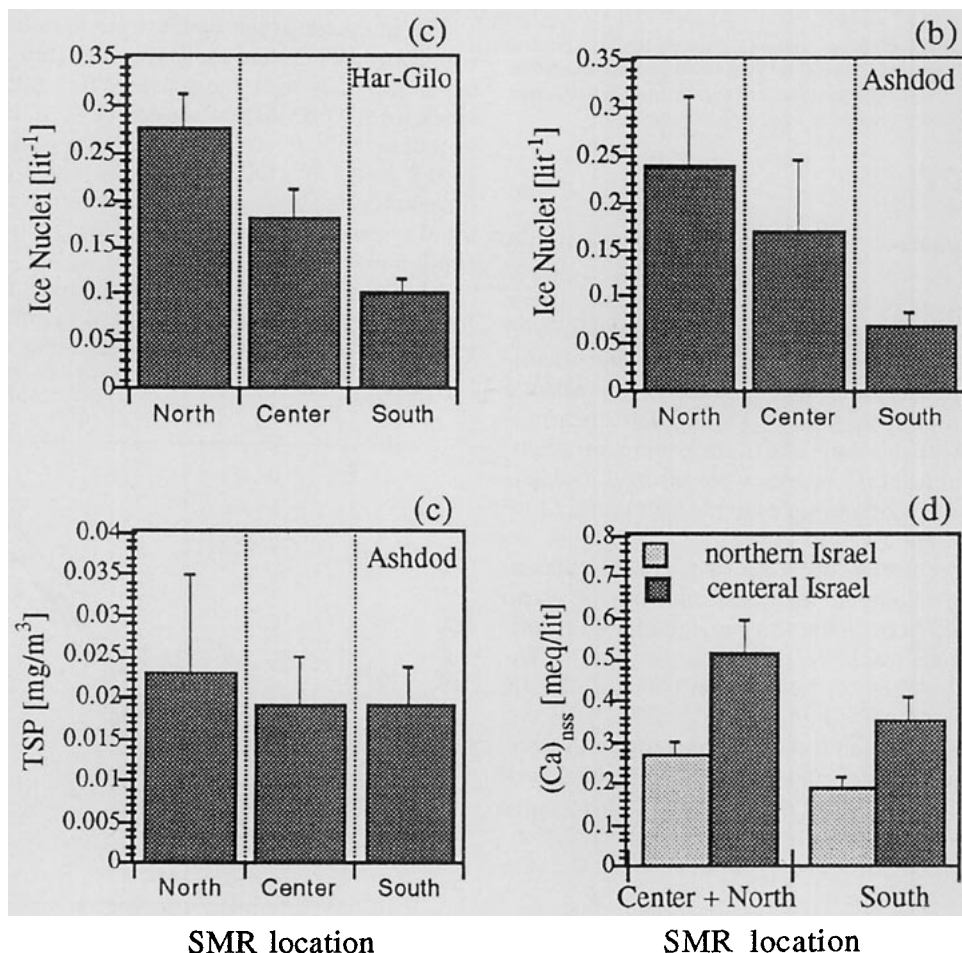 (c)
Har-Gilo
Ice Nuclei [lit⁻¹]
0.35
0.3
0.25
0.2
0.15
0.1
0.05
0
North Center South
(b)
Ashdod
Ice Nuclei [lit⁻¹]
0.35
0.3
0.25
0.2
0.15
0.1
0.05
0
North Center South
(c)
Ashdod
TSP [mg/m³]
0.04
0.035
0.03
0.025
0.02
0.015
0.01
0.005
0
North Center South
SMR location
(d)
northern Israel
centeral Israel
(Ca)nss [meq/lit]
0.8
0.7
0.6
0.5
0.4
0.3
0.2
0.1
0
Center + North South
SMR location